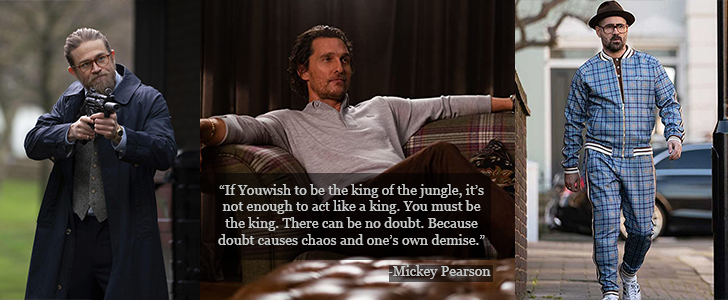 “If Youwish to be the king of the jungle, it’s
not enough to act like a king. You must be
the king. There can be no doubt. Because
doubt causes chaos and one’s own demise.”
-Mickey Pearson